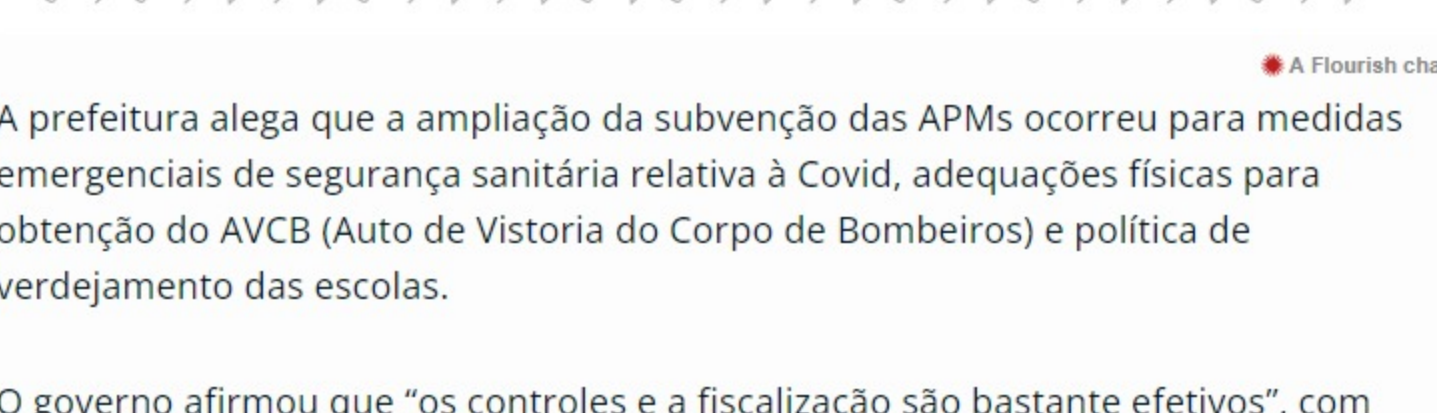 A Flourish cha
A prefeitura alega que a ampliação da subvenção das APMs ocorreu para medidas
emergenciais de segurança sanitária relativa à Covid, adequações físicas para
obtenção do AVCB (Auto de Vistoria do Corpo de Bombeiros) e política de
verdejamento das escolas.
O governo afirmou que “os controles e a fiscalização são bastante efetivos”, com